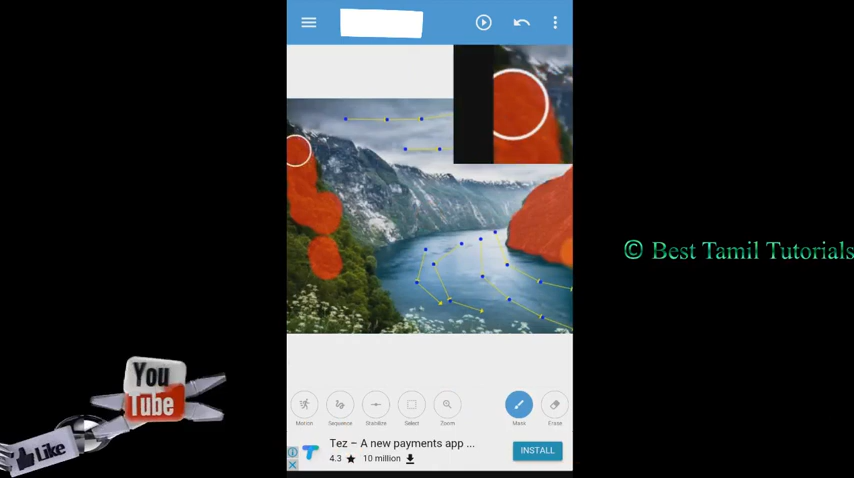 © Best Tamil Tutorials
You
Tube
Like
Motion
Sequence
Stabilize
Select
Zoom
Mask
Erase
Tez – A new payments app ...
4.3 ★ 10 million
INSTALL